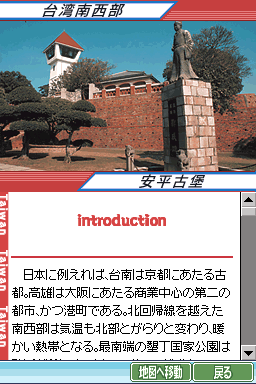 台湾南西部
安平古堡
introduction
Taiwan Taiwan Taiwan
　日本に例えれば、台南は京都にあたる古
都。高雄は大阪にあたる商業中心の第二の
都市、かつ港町である。北回帰線を越えた
南西部は気温も北部とがらりと変わり、暖
かい熱帯となる。最南端の墾丁国家公園は
地図へ移動
戻る